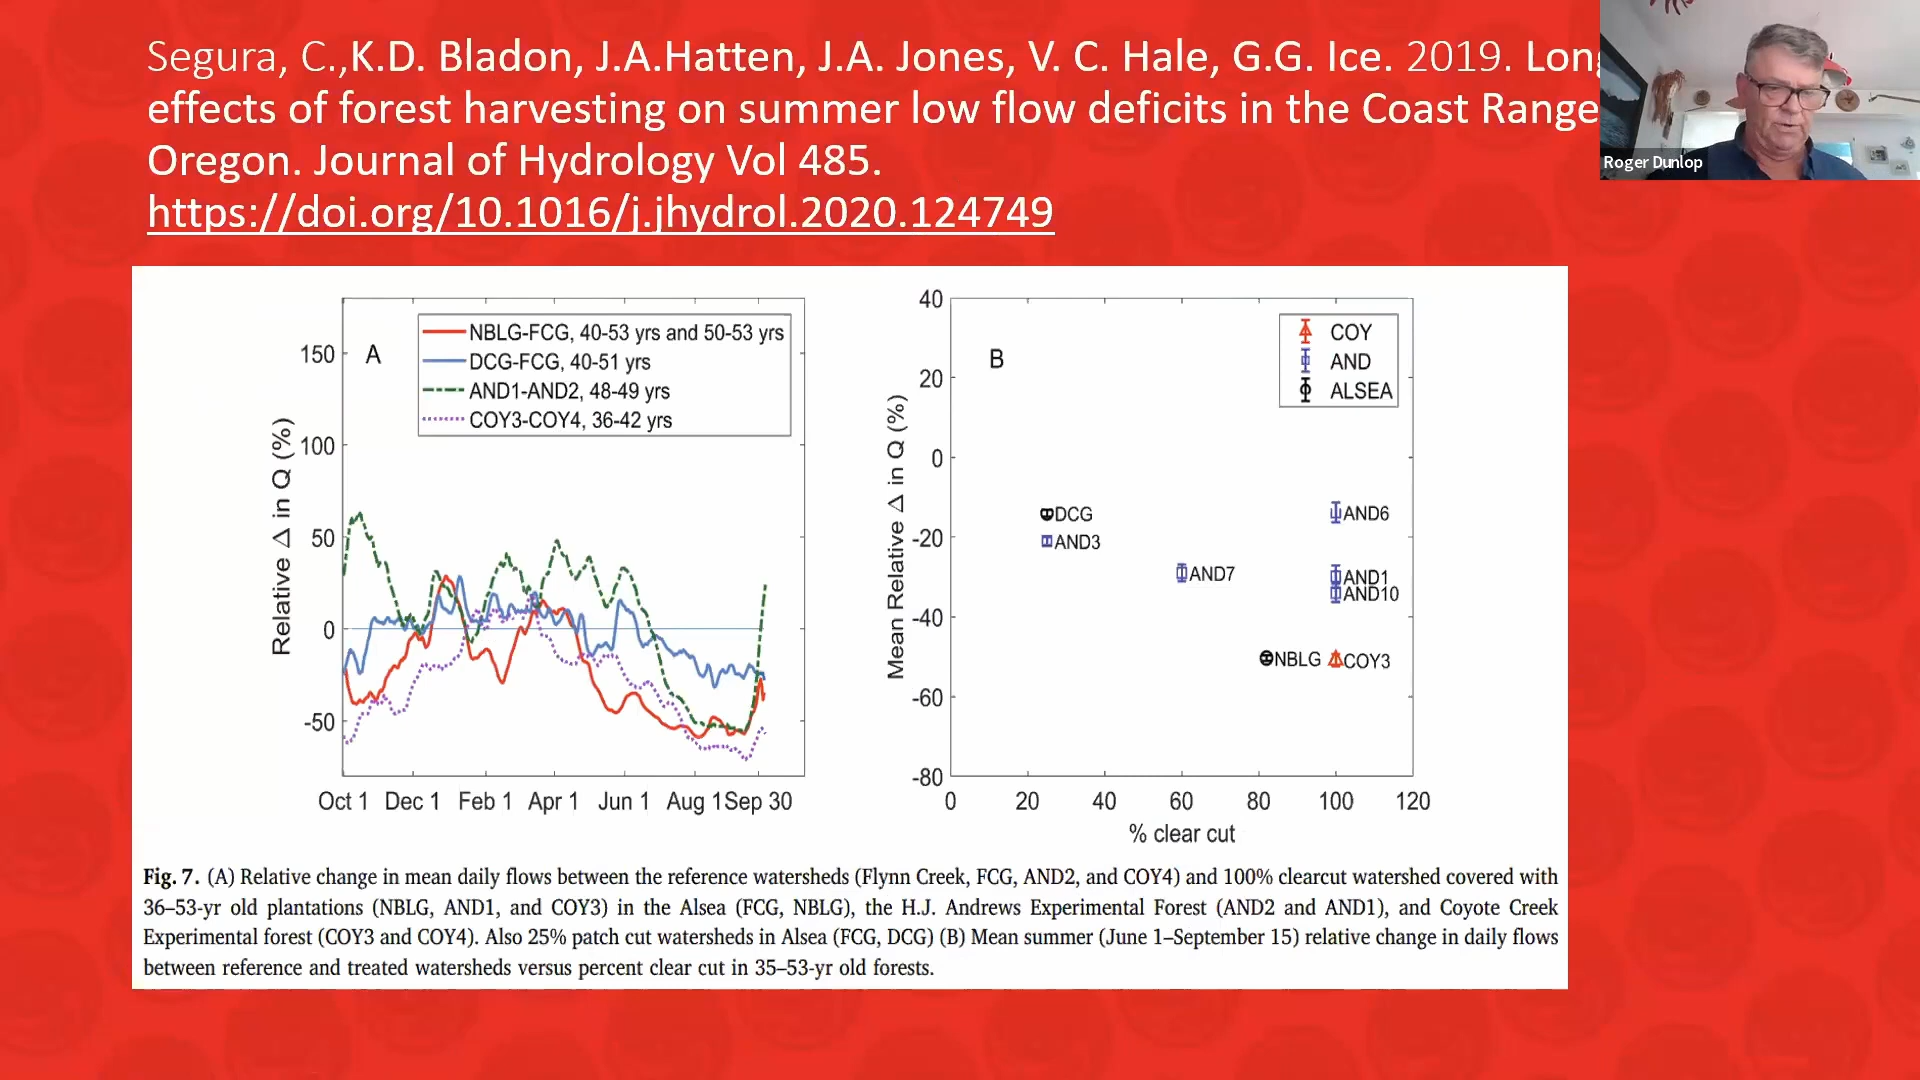 Segura, C.,K.D. Bladon, J.A.Hatten, J.A. Jones, V. C. Hale, G.G. Ice. 2019. Long
effects of forest harvesting on summer low flow deficits in the Coast Range
Oregon. Journal of Hydrology Vol 485.
https://doi.org/10.1016/j.jhydrol.2020.124749
Roger Dunlop
A
NBLG-FCG, 40-53 yrs and 50-53 yrs
DCG-FCG, 40-51 yrs
AND1-AND2, 48-49 yrs
COY3-COY4, 36-42 yrs
Relative Δ in Q (%)
150
100
50
0
-50
Oct 1 Dec 1 Feb 1 Apr 1 Jun 1 Aug 1 Sep 30
B
COY
AND
ALSEA
Mean Relative Δ in Q (%)
40
20
0
-20
-40
-60
-80
DCG
AND3
AND7
AND6
AND1
AND10
NBLG
COY3
0 20 40 60 80 100 120
% clear cut
Fig. 7. (A) Relative change in mean daily flows between the reference watersheds (Flynn Creek, FCG, AND2, and COY4) and 100% clearcut watershed covered with
36–53-yr old plantations (NBLG, AND1, and COY3) in the Alsea (FCG, NBLG), the H.J. Andrews Experimental Forest (AND2 and AND1), and Coyote Creek
Experimental forest (COY3 and COY4). Also 25% patch cut watersheds in Alsea (FCG, DCG) (B) Mean summer (June 1–September 15) relative change in daily flows
between reference and treated watersheds versus percent clear cut in 35–53-yr old forests.